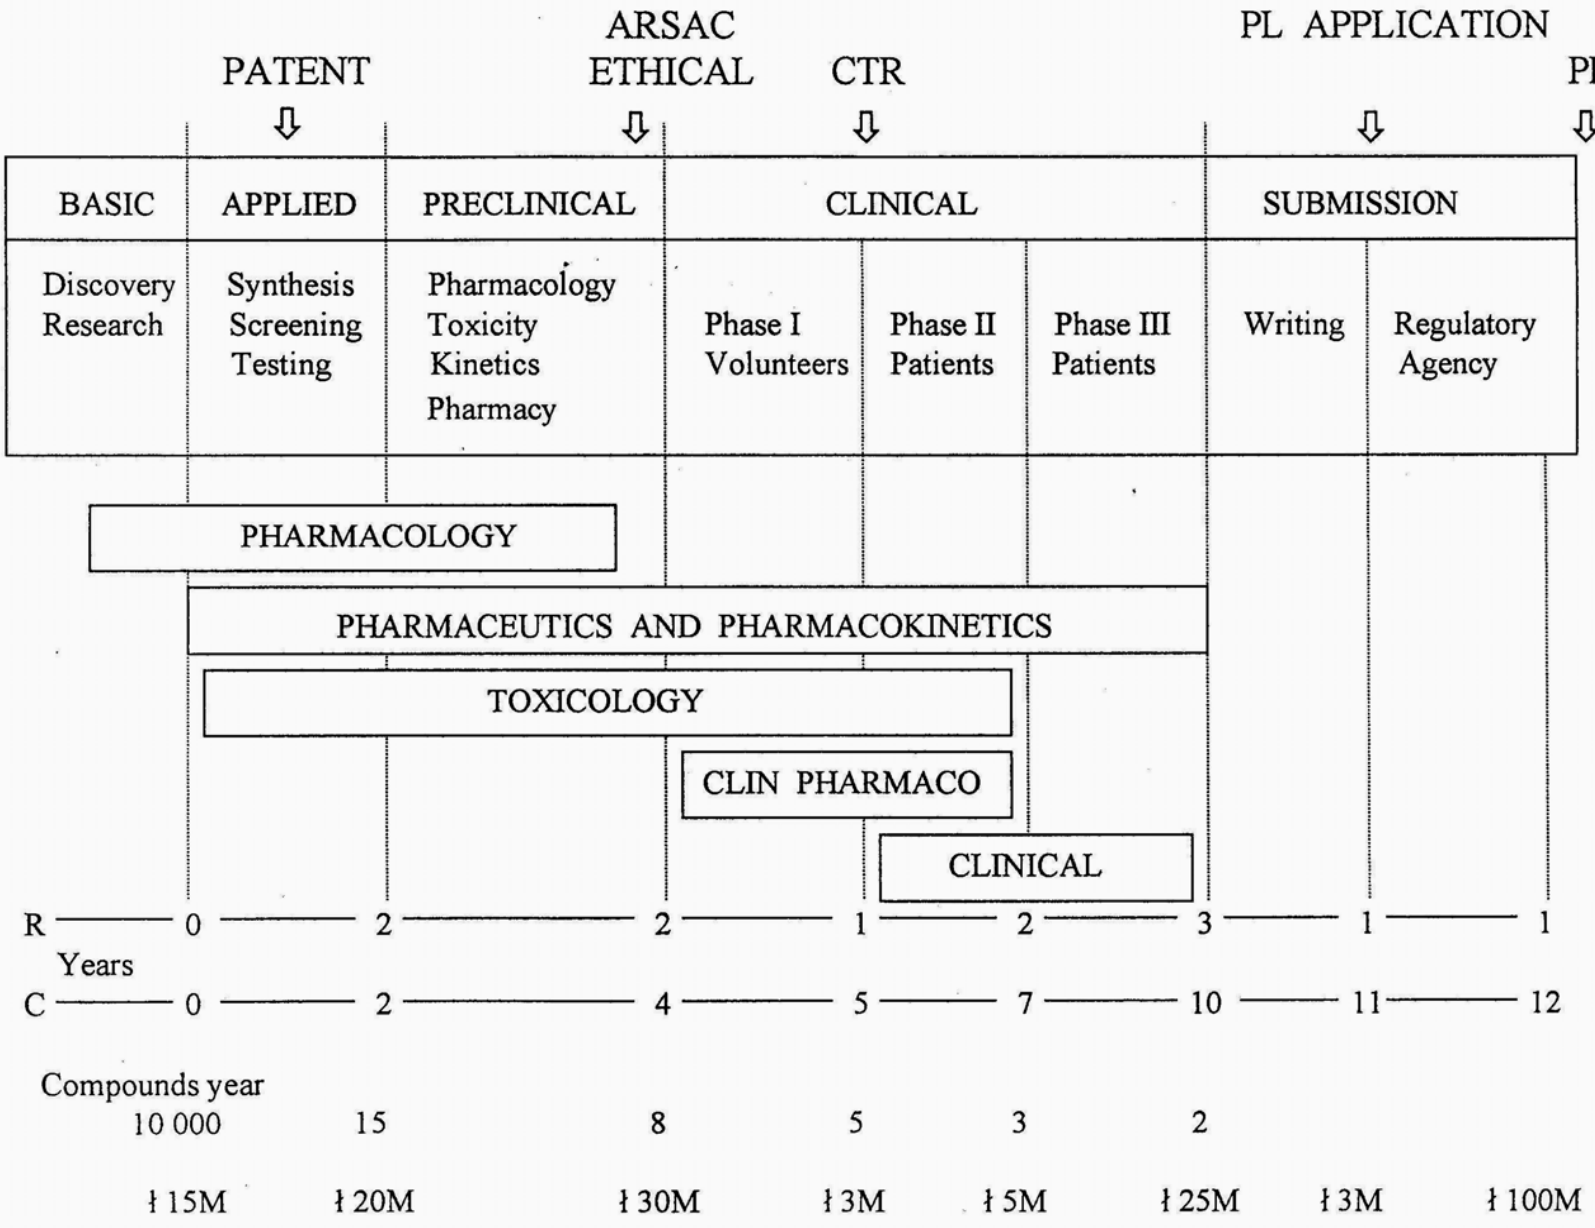 ARSAC
PL APPLICATION
PATENT
ETHICAL
CTR
BASIC
APPLIED
PRECLINICAL
CLINICAL
SUBMISSION
Discovery
Research
Synthesis
Screening
Testing
Pharmacology
Toxicity
Kinetics
Pharmacy
Phase I
Volunteers
Phase II
Patients
Phase III
Patients
Writing
Regulatory
Agency
PHARMACOLOGY
PHARMACEUTICS AND PHARMACOKINETICS
TOXICOLOGY
CLIN PHARMACO
CLINICAL
R 0 2 2 1 2 3 1 1
Years
C 0 2 4 5 7 10 11 12
Compounds year
10 000 15 8 5 3 2
ł 15M ł 20M ł 30M ł 3M ł 5M ł 25M ł 3M ł 100M